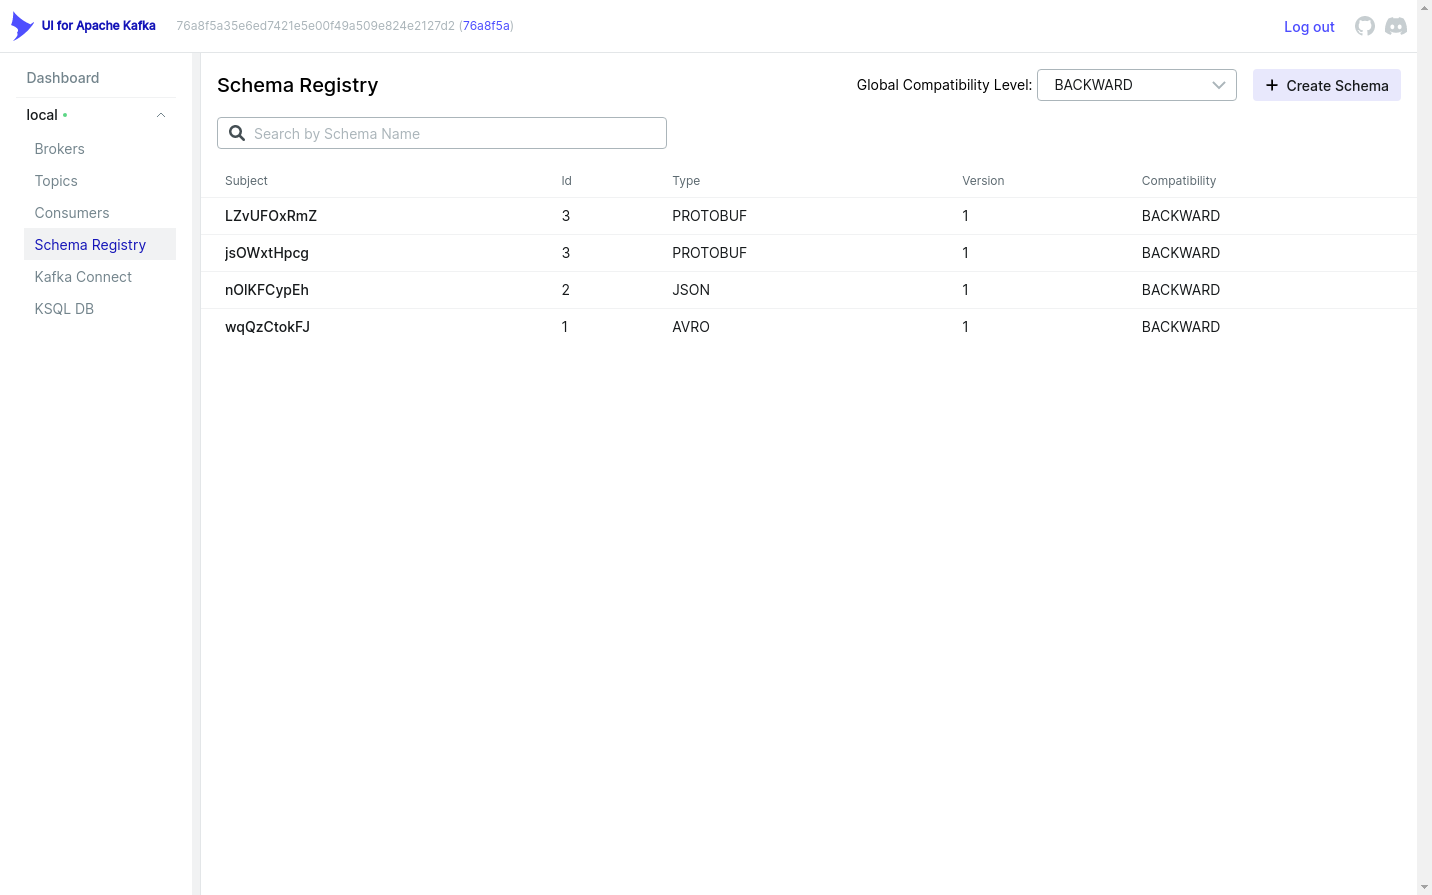 UI for Apache Kafka 76a8f5a35e6ed7421e5e00f49a509e824e2127d2 (76a8f5a) Log out
Dashboard
local
Brokers
Topics
Consumers
Schema Registry
Kafka Connect
KSQL DB
Schema Registry Global Compatibility Level: BACKWARD Create Schema
Search by Schema Name
Subject Id Type Version Compatibility
LZvUFOxRmZ 3 PROTOBUF 1 BACKWARD
jsOWxtHpcg 3 PROTOBUF 1 BACKWARD
nOlKFCypEh 2 JSON 1 BACKWARD
wqQzCtokFJ 1 AVRO 1 BACKWARD